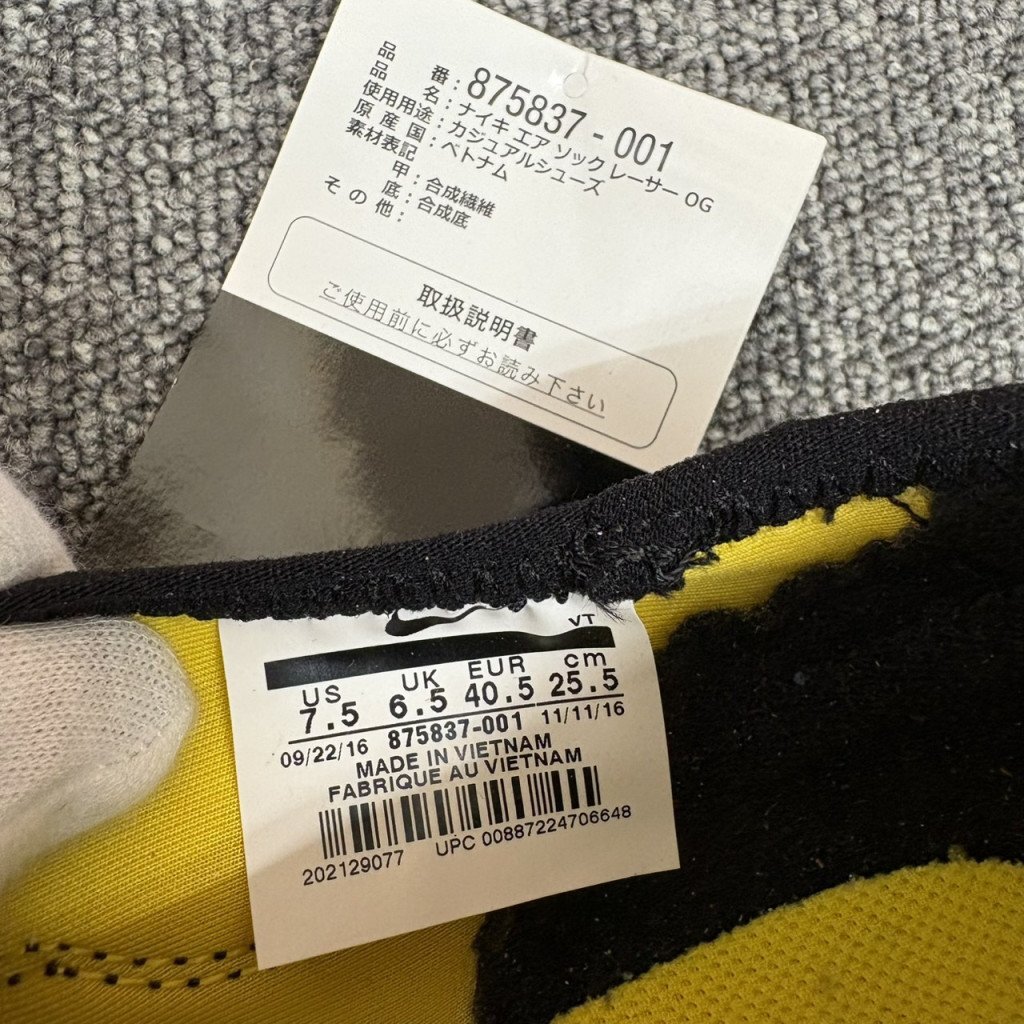 品 番：875837 - 001
品 名：ナイキ エア ソック レーサー OG
使用用途：カジュアルシューズ
原 産 国：ベトナム
素材表記
甲：合成繊維
底：合成底
そ の 他：
取扱説明書
ご使用前に必ずお読み下さい
VT
US UK EUR cm
7.5 6.5 40.5 25.5
09/22/16 875837-001 11/11/16
MADE IN VIETNAM
FABRIQUE AU VIETNAM
202129077 UPC 00887224706648